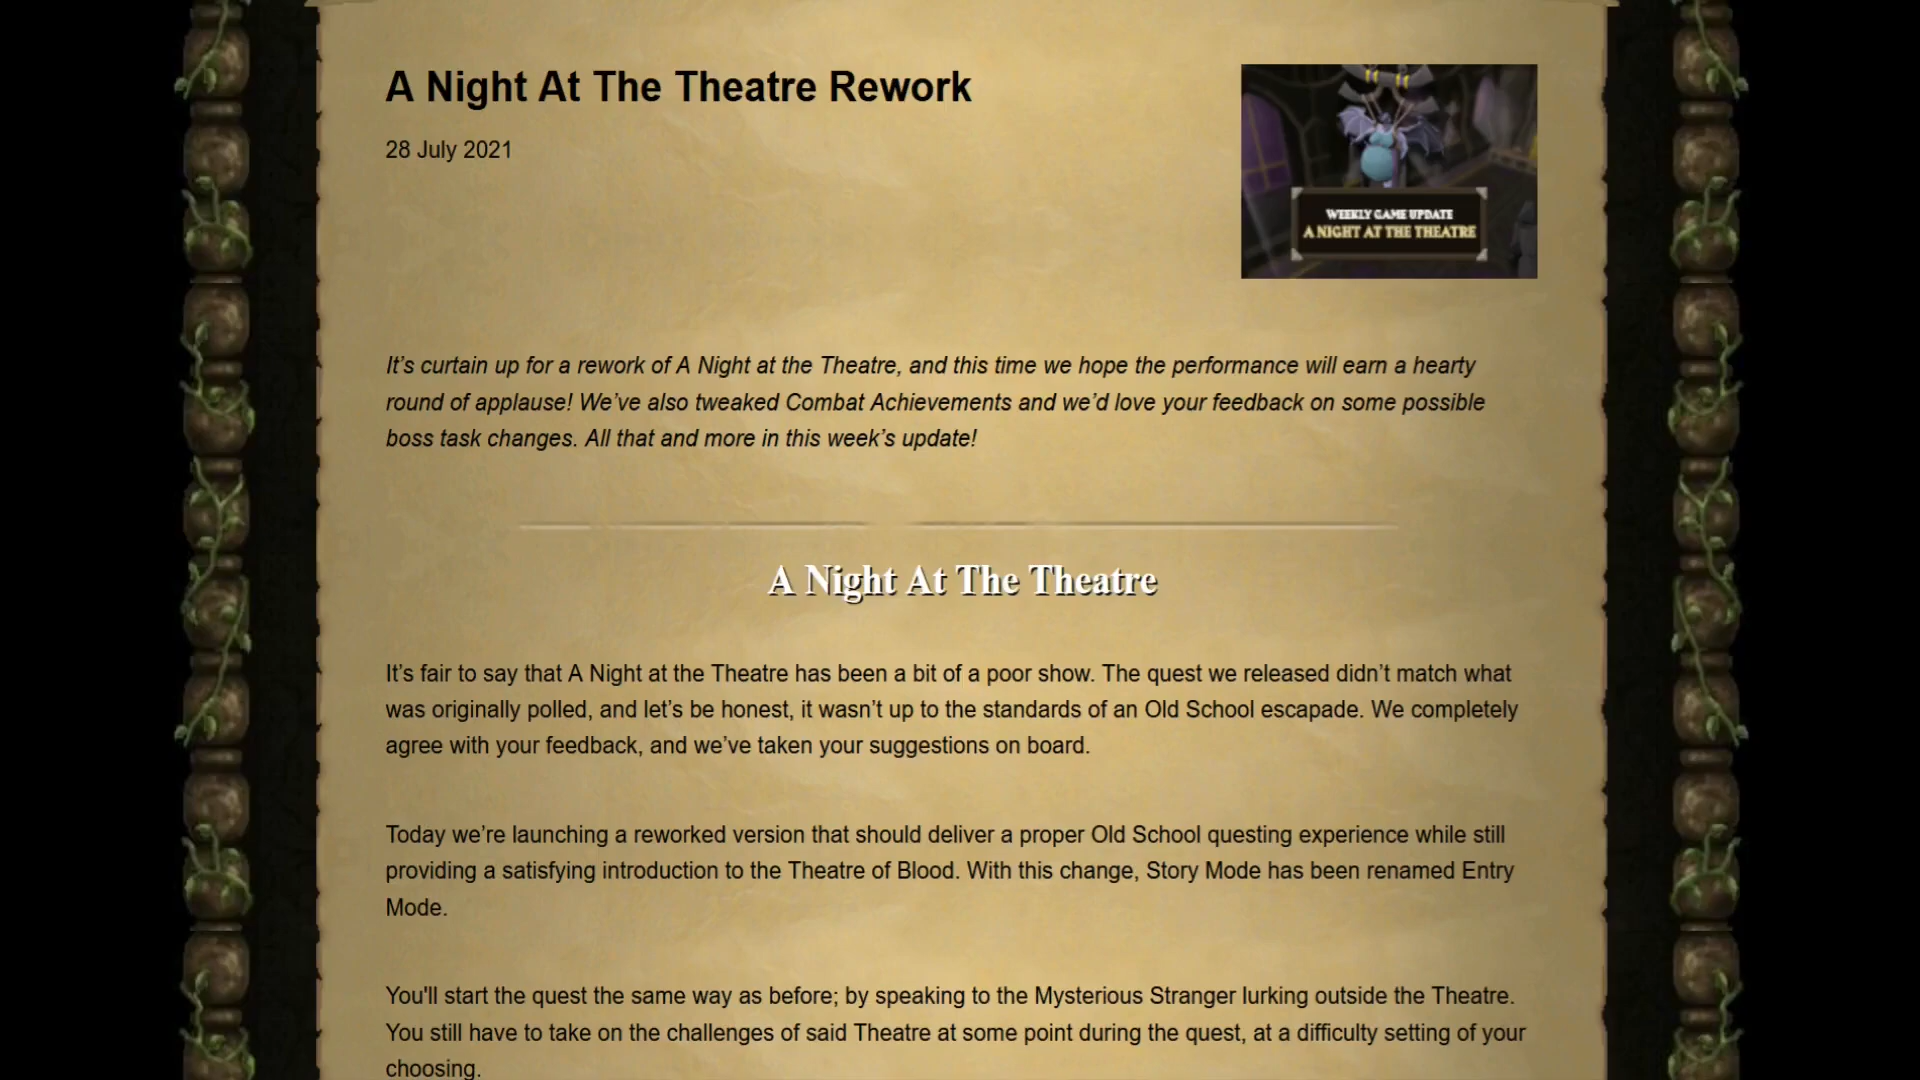 A Night At The Theatre Rework
28 July 2021
WEEKLY GAME UPDATE
A NIGHT AT THE THEATRE
It’s curtain up for a rework of A Night at the Theatre, and this time we hope the performance will earn a hearty
round of applause! We’ve also tweaked Combat Achievements and we’d love your feedback on some possible
boss task changes. All that and more in this week’s update!
A Night At The Theatre
It’s fair to say that A Night at the Theatre has been a bit of a poor show. The quest we released didn’t match what
was originally polled, and let’s be honest, it wasn’t up to the standards of an Old School escapade. We completely
agree with your feedback, and we’ve taken your suggestions on board.
Today we’re launching a reworked version that should deliver a proper Old School questing experience while still
providing a satisfying introduction to the Theatre of Blood. With this change, Story Mode has been renamed Entry
Mode.
You'll start the quest the same way as before; by speaking to the Mysterious Stranger lurking outside the Theatre.
You still have to take on the challenges of said Theatre at some point during the quest, at a difficulty setting of your
choosing.